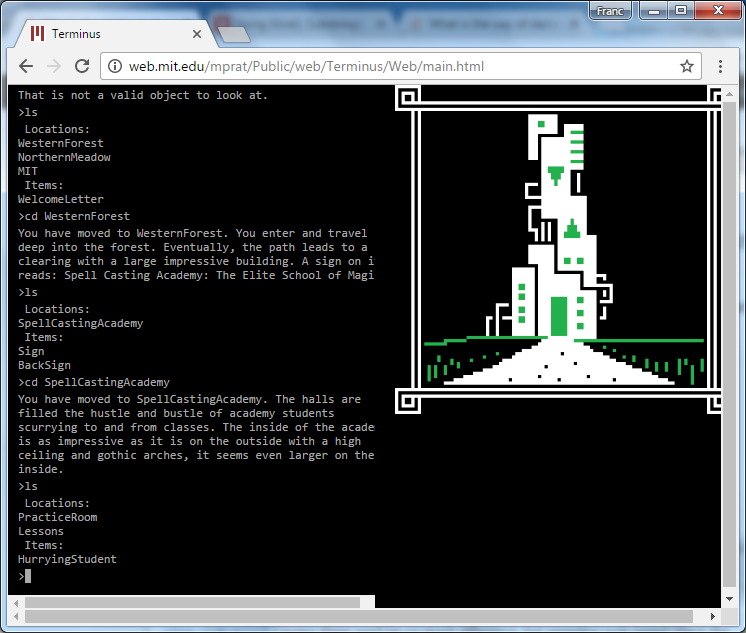 Franc
Terminus
web.mit.edu/mprat/Public/web/Terminus/Web/main.html
That is not a valid object to look at.
>ls
Locations:
WesternForest
NorthernMeadow
MIT
Items:
WelcomeLetter
>cd WesternForest
You have moved to WesternForest. You enter and travel
deep into the forest. Eventually, the path leads to a
clearing with a large impressive building. A sign on i
reads: Spell Casting Academy: The Elite School of Magi
>ls
Locations:
SpellCastingAcademy
Items:
Sign
BackSign
>cd SpellCastingAcademy
You have moved to SpellCastingAcademy. The halls are
filled the hustle and bustle of academy students
scurrying to and from classes. The inside of the acade
is as impressive as it is on the outside with a high
ceiling and gothic arches, it seems even larger on the
inside.
>ls
Locations:
PracticeRoom
Lessons
Items:
HurryingStudent
>